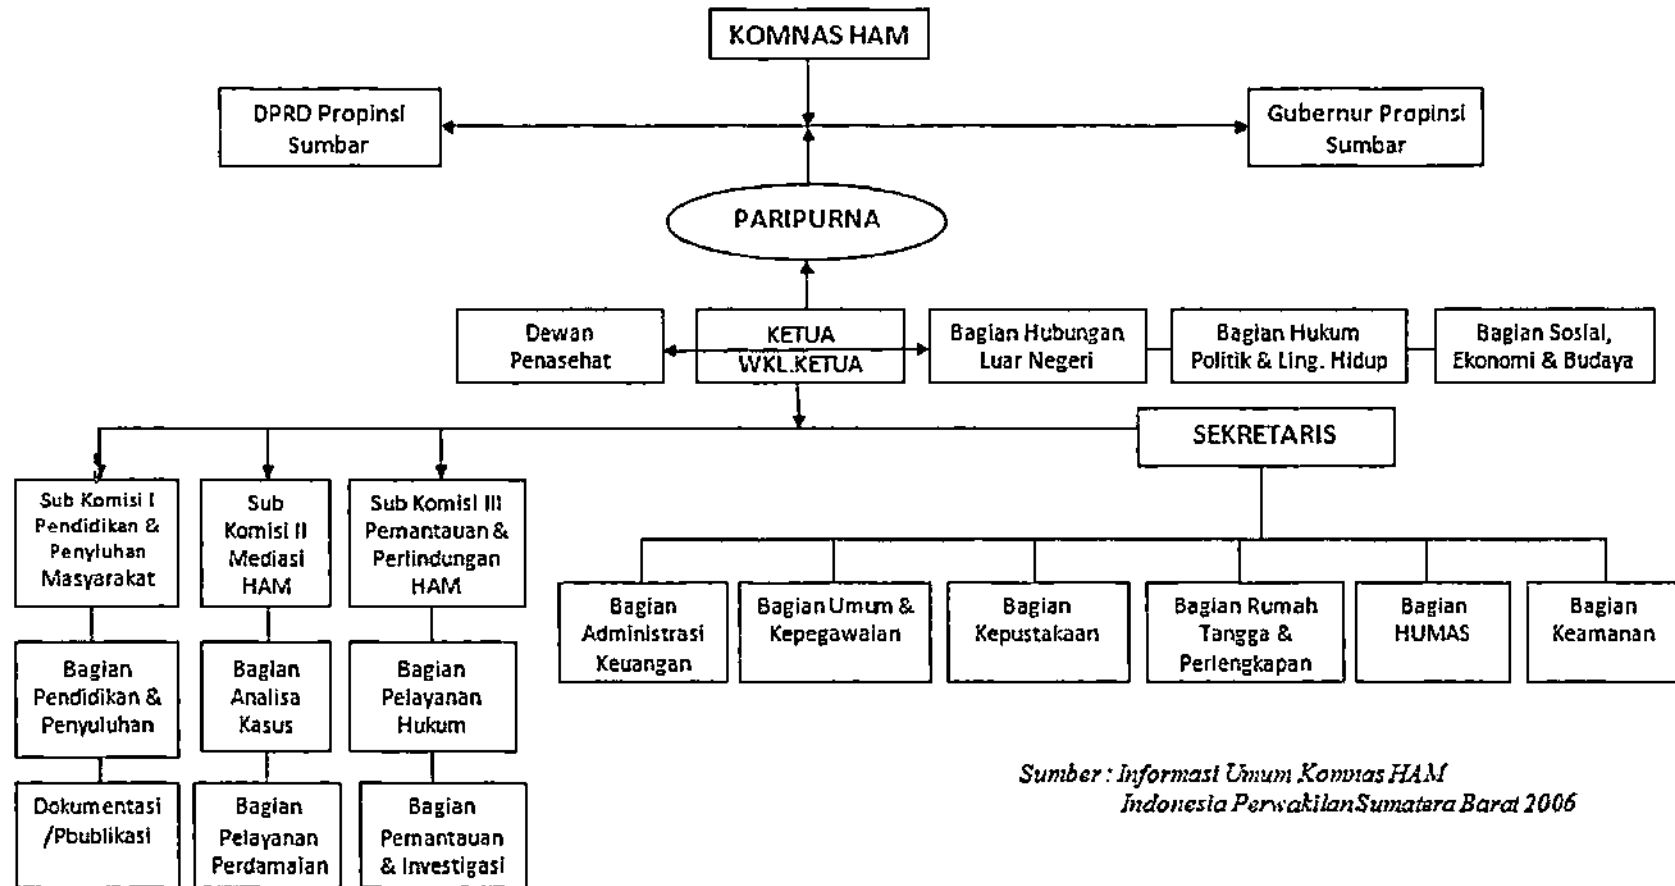 KOMNAS HAM
DPRD Propinsi
Sumbar
Gubernur Propinsi
Sumbar
PARIPURNA
Dewan
Penasehat
KETUA
WKL.KETUA
Bagian Hubungan
Luar Negeri
Bagian Hukum
Politik & Ling. Hidup
Bagian Sosial,
Ekonomi & Budaya
SEKRETARIS
Sub Komisi I
Pendidikan &
Penyluhan
Masyarakat
Sub
Komisi II
Mediasi
HAM
Sub Komisi III
Pemantauan &
Perlindungan
HAM
Bagian
Administrasi
Keuangan
Bagian Umum &
Kepegawaian
Bagian
Kepustakaan
Bagian Rumah
Tangga &
Perlengkapan
Bagian
HUMAS
Bagian
Keamanan
Bagian
Pendidikan &
Penyuluhan
Bagian
Analisa
Kasus
Bagian
Pelayanan
Hukum
Dokumentasi
/Pbublikasi
Bagian
Pelayanan
Perdamaian
Bagian
Pemantauan
& Investigasi
Sumber : Informasi Umum Komnas HAM
Indonesia Perwakilan Sumatera Barat 2006